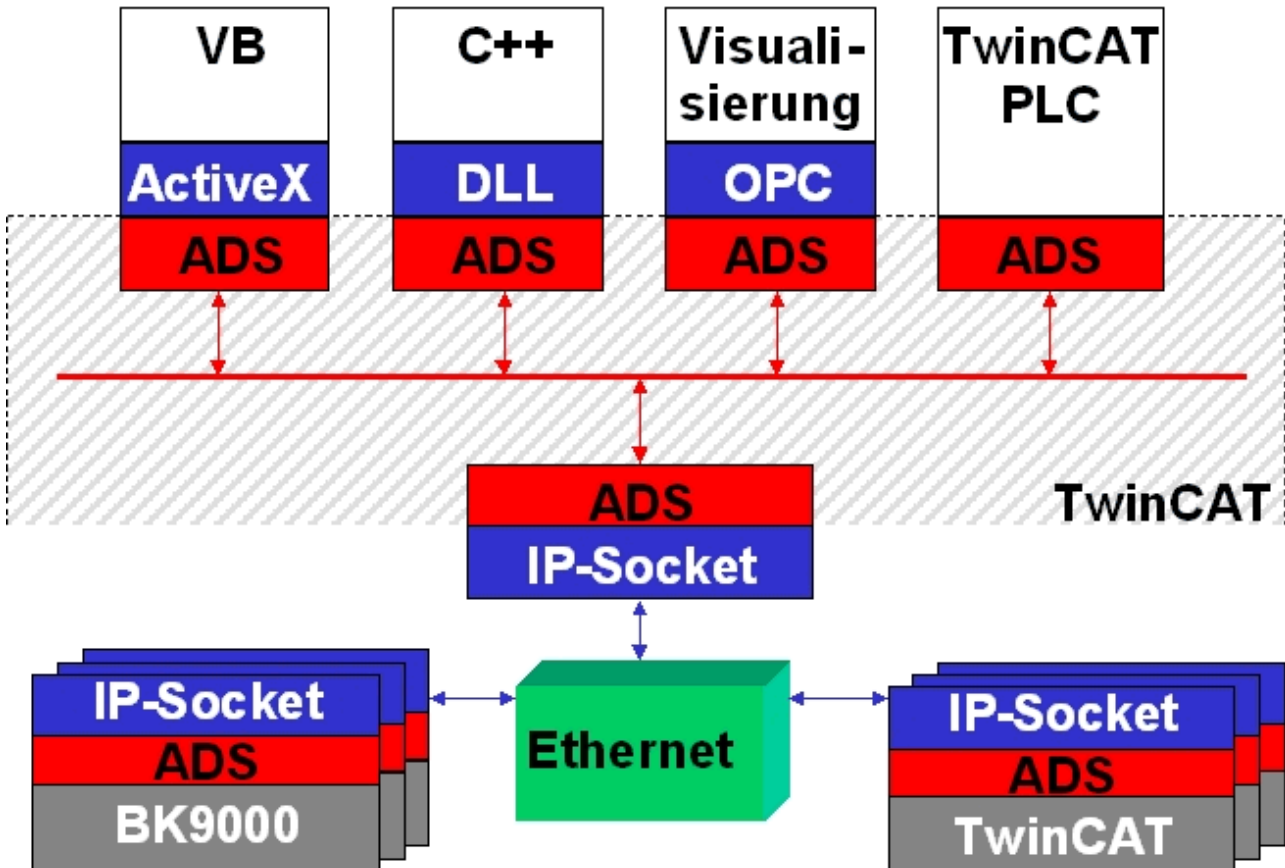 VB
ActiveX
ADS
C++
DLL
ADS
Visuali-
sierung
OPC
ADS
TwinCAT
PLC
ADS
TwinCAT
ADS
IP-Socket
IP-Socket
ADS
BK9000
Ethernet
IP-Socket
ADS
TwinCAT